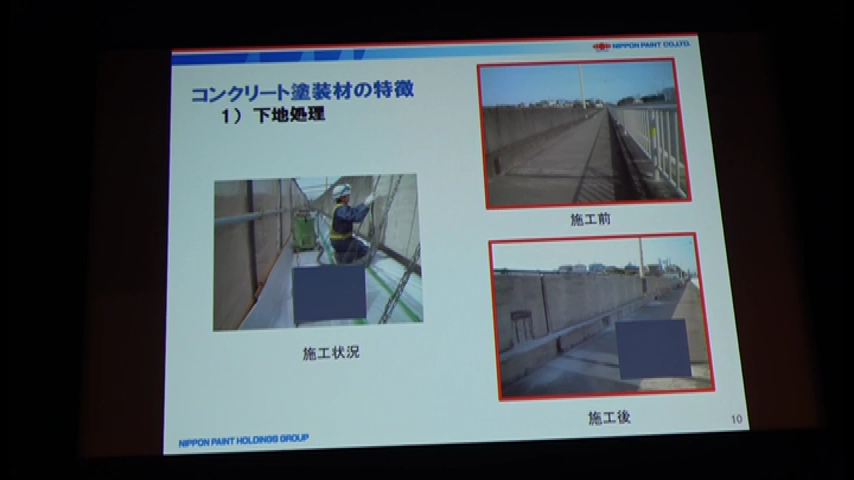 NIPPON PAINT CO.,LTD.
コンクリート塗装材の特徴
1）下地処理
施工前
施工状況
施工後
NIPPON PAINT HOLDINGS GROUP
10